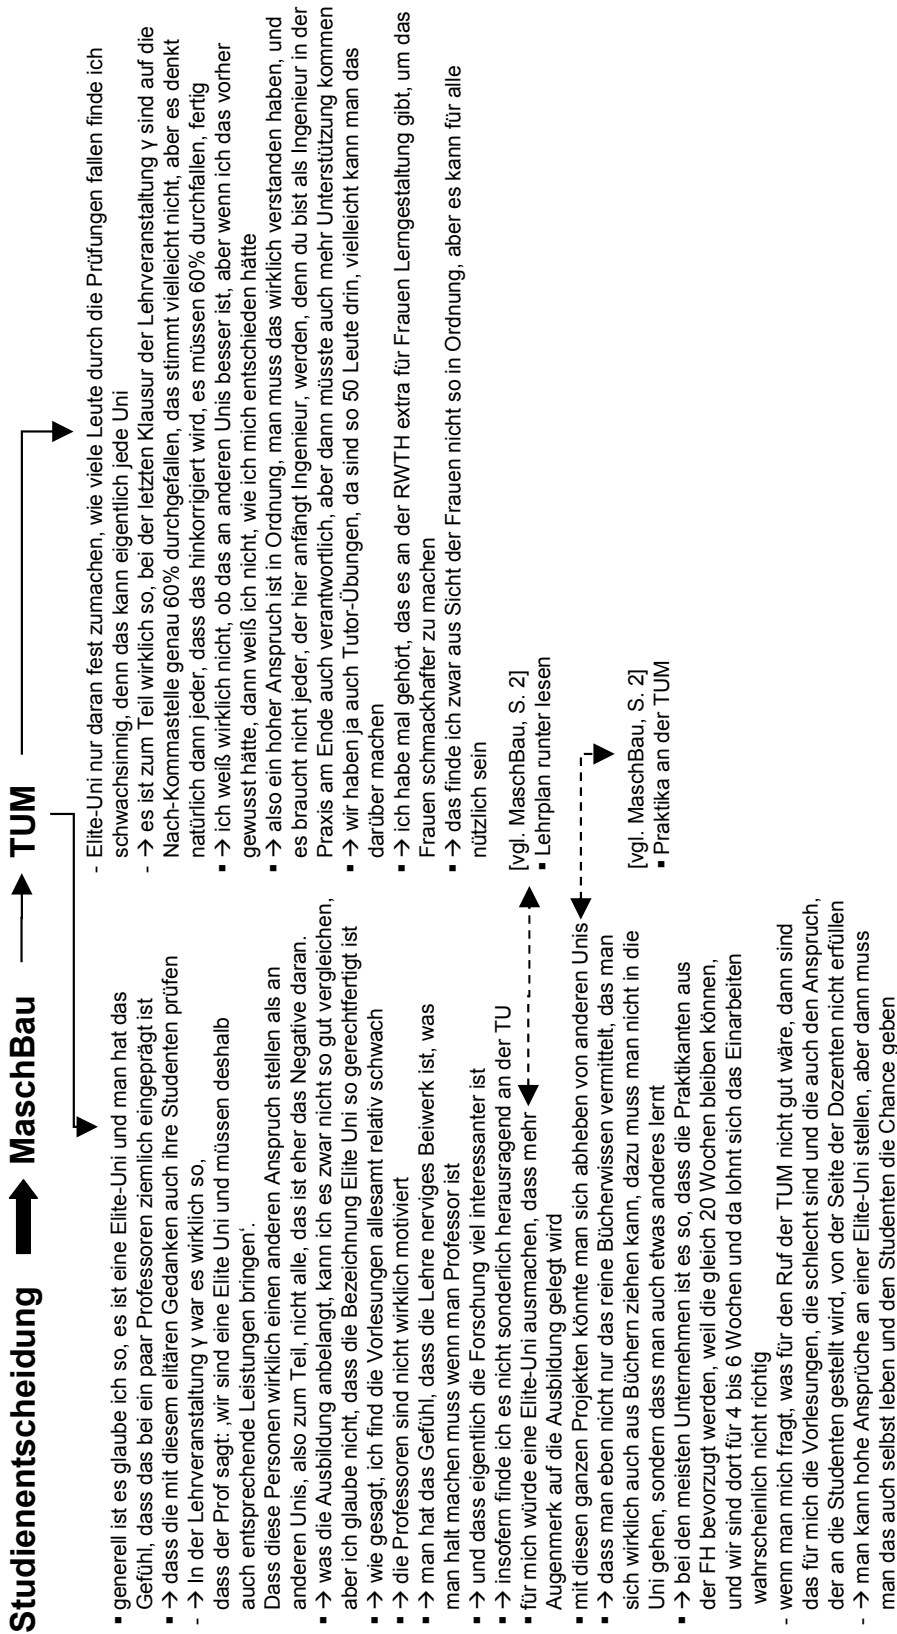 Studienentscheidung → MaschBau → TUM
▪ generell ist es glaube ich so, es ist eine Elite-Uni und man hat das
Gefühl, dass das bei ein paar Professoren ziemlich eingeprägt ist
▪ → dass die mit diesem elitären Gedanken auch ihre Studenten prüfen
- → In der Lehrveranstaltung γ war es wirklich so,
dass der Prof sagt: ‚wir sind eine Elite Uni und müssen deshalb
auch entsprechende Leistungen bringen‘.
Dass diese Personen wirklich einen anderen Anspruch stellen als an
anderen Unis, also zum Teil, nicht alle, das ist eher das Negative daran.
▪ → was die Ausbildung anbelangt, kann ich es zwar nicht so gut vergleichen,
aber ich glaube nicht, dass die Bezeichnung Elite Uni so gerechtfertigt ist
▪ → wie gesagt, ich find die Vorlesungen allesamt relativ schwach
▪ → die Professoren sind nicht wirklich motiviert
▪ → man hat das Gefühl, dass die Lehre nerviges Beiwerk ist, was
man halt machen muss wenn man Professor ist
▪ → und dass eigentlich die Forschung viel interessanter ist
▪ → insofern finde ich es nicht sonderlich herausragend an der TU
▪ für mich würde eine Elite-Uni ausmachen, dass mehr
Augenmerk auf die Ausbildung gelegt wird
▪ mit diesen ganzen Projekten könnte man sich abheben von anderen Unis
▪ → dass man eben nicht nur das reine Bücherwissen vermittelt, das man
sich wirklich auch aus Büchern ziehen kann, dazu muss man nicht in die
Uni gehen, sondern dass man auch etwas anderes lernt
▪ → bei den meisten Unternehmen ist es so, dass die Praktikanten aus
der FH bevorzugt werden, weil die gleich 20 Wochen bleiben können,
und wir sind dort für 4 bis 6 Wochen und da lohnt sich das Einarbeiten
wahrscheinlich nicht richtig
- wenn man mich fragt, was für den Ruf der TUM nicht gut wäre, dann sind
das für mich die Vorlesungen, die schlecht sind und die auch den Anspruch,
der an die Studenten gestellt wird, von der Seite der Dozenten nicht erfüllen
- → man kann hohe Ansprüche an einer Elite-Uni stellen, aber dann muss
man das auch selbst leben und den Studenten die Chance geben
- Elite-Uni nur daran fest zumachen, wie viele Leute durch die Prüfungen fallen finde ich
schwachsinnig, denn das kann eigentlich jede Uni
- → es ist zum Teil wirklich so, bei der letzten Klausur der Lehrveranstaltung γ sind auf die
Nach-Kommastelle genau 60% durchgefallen, das stimmt vielleicht nicht, aber es denkt
natürlich dann jeder, dass das hinkorrigiert wird, es müssen 60% durchfallen, fertig
▪ → ich weiß wirklich nicht, ob das an anderen Unis besser ist, aber wenn ich das vorher
gewusst hätte, dann weiß ich nicht, wie ich mich entschieden hätte
▪ → also ein hoher Anspruch ist in Ordnung, man muss das wirklich verstanden haben, und
es braucht nicht jeder, der hier anfängt Ingenieur, werden, denn du bist als Ingenieur in der
Praxis am Ende auch verantwortlich, aber dann müsste auch mehr Unterstützung kommen
▪ → wir haben ja auch Tutor-Übungen, da sind so 50 Leute drin, vielleicht kann man das
darüber machen
▪ → ich habe mal gehört, das es an der RWTH extra für Frauen Lerngestaltung gibt, um das
Frauen schmackhafter zu machen
▪ → das finde ich zwar aus Sicht der Frauen nicht so in Ordnung, aber es kann für alle
nützlich sein
[vgl. MaschBau, S. 2]
▪ Lehrplan runter lesen
[vgl. MaschBau, S. 2]
▪ Praktika an der TUM